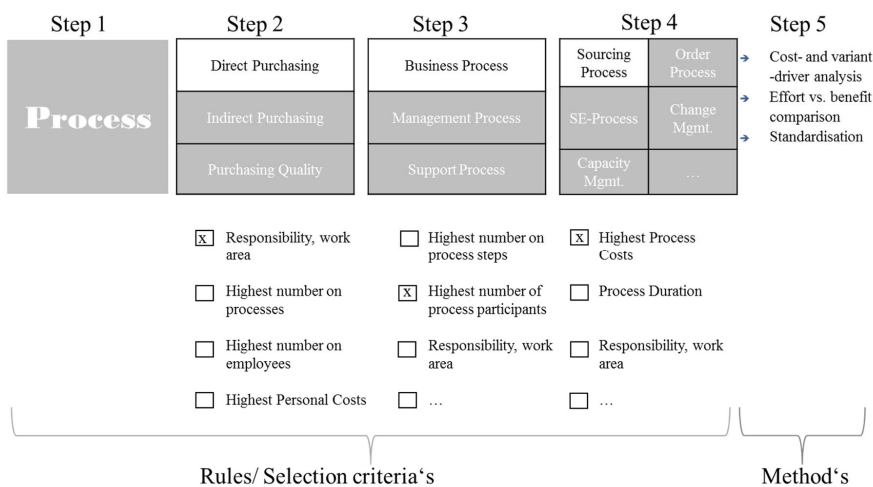 Step 1
Step 2
Step 3
Step 4
Step 5
Process
Direct Purchasing
Indirect Purchasing
Purchasing Quality
Business Process
Management Process
Support Process
Sourcing
Process
Order
Process
SE-Process
Change
Mgmt.
Capacity
Mgmt.
…
Cost- and variant
-driver analysis
Effort vs. benefit
comparison
Standardisation
x Responsibility, work
area
Highest number on
processes
Highest number on
employees
Highest Personal Costs
Highest number on
process steps
x Highest number of
process participants
Responsibility, work
area
…
x Highest Process
Costs
Process Duration
Responsibility, work
area
…
Rules/ Selection criteria‘s
Method‘s